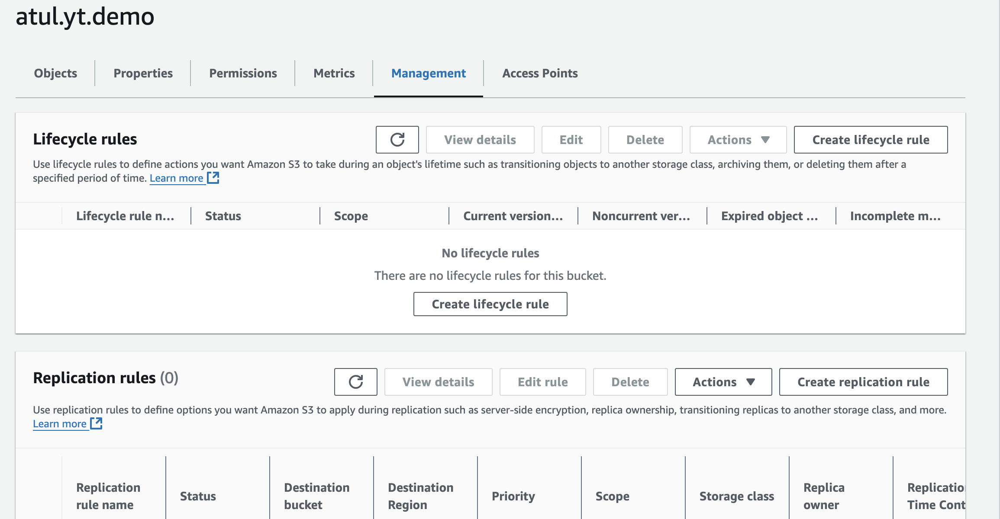 atul.yt.demo
Objects
Properties
Permissions
Metrics
Management
Access Points
Lifecycle rules
View details
Edit
Delete
Actions
Create lifecycle rule
Use lifecycle rules to define actions you want Amazon S3 to take during an object's lifetime such as transitioning objects to another storage class, archiving them, or deleting them after a
specified period of time. Learn more
Lifecycle rule n...
Status
Scope
Current version...
Noncurrent ver...
Expired object ...
Incomplete m...
No lifecycle rules
There are no lifecycle rules for this bucket.
Create lifecycle rule
Replication rules (0)
View details
Edit rule
Delete
Actions
Create replication rule
Use replication rules to define options you want Amazon S3 to apply during replication such as server-side encryption, replica ownership, transitioning replicas to another storage class, and more.
Learn more
Replication
rule name
Status
Destination
bucket
Destination
Region
Priority
Scope
Storage class
Replica
owner
Replicatio
Time Cont